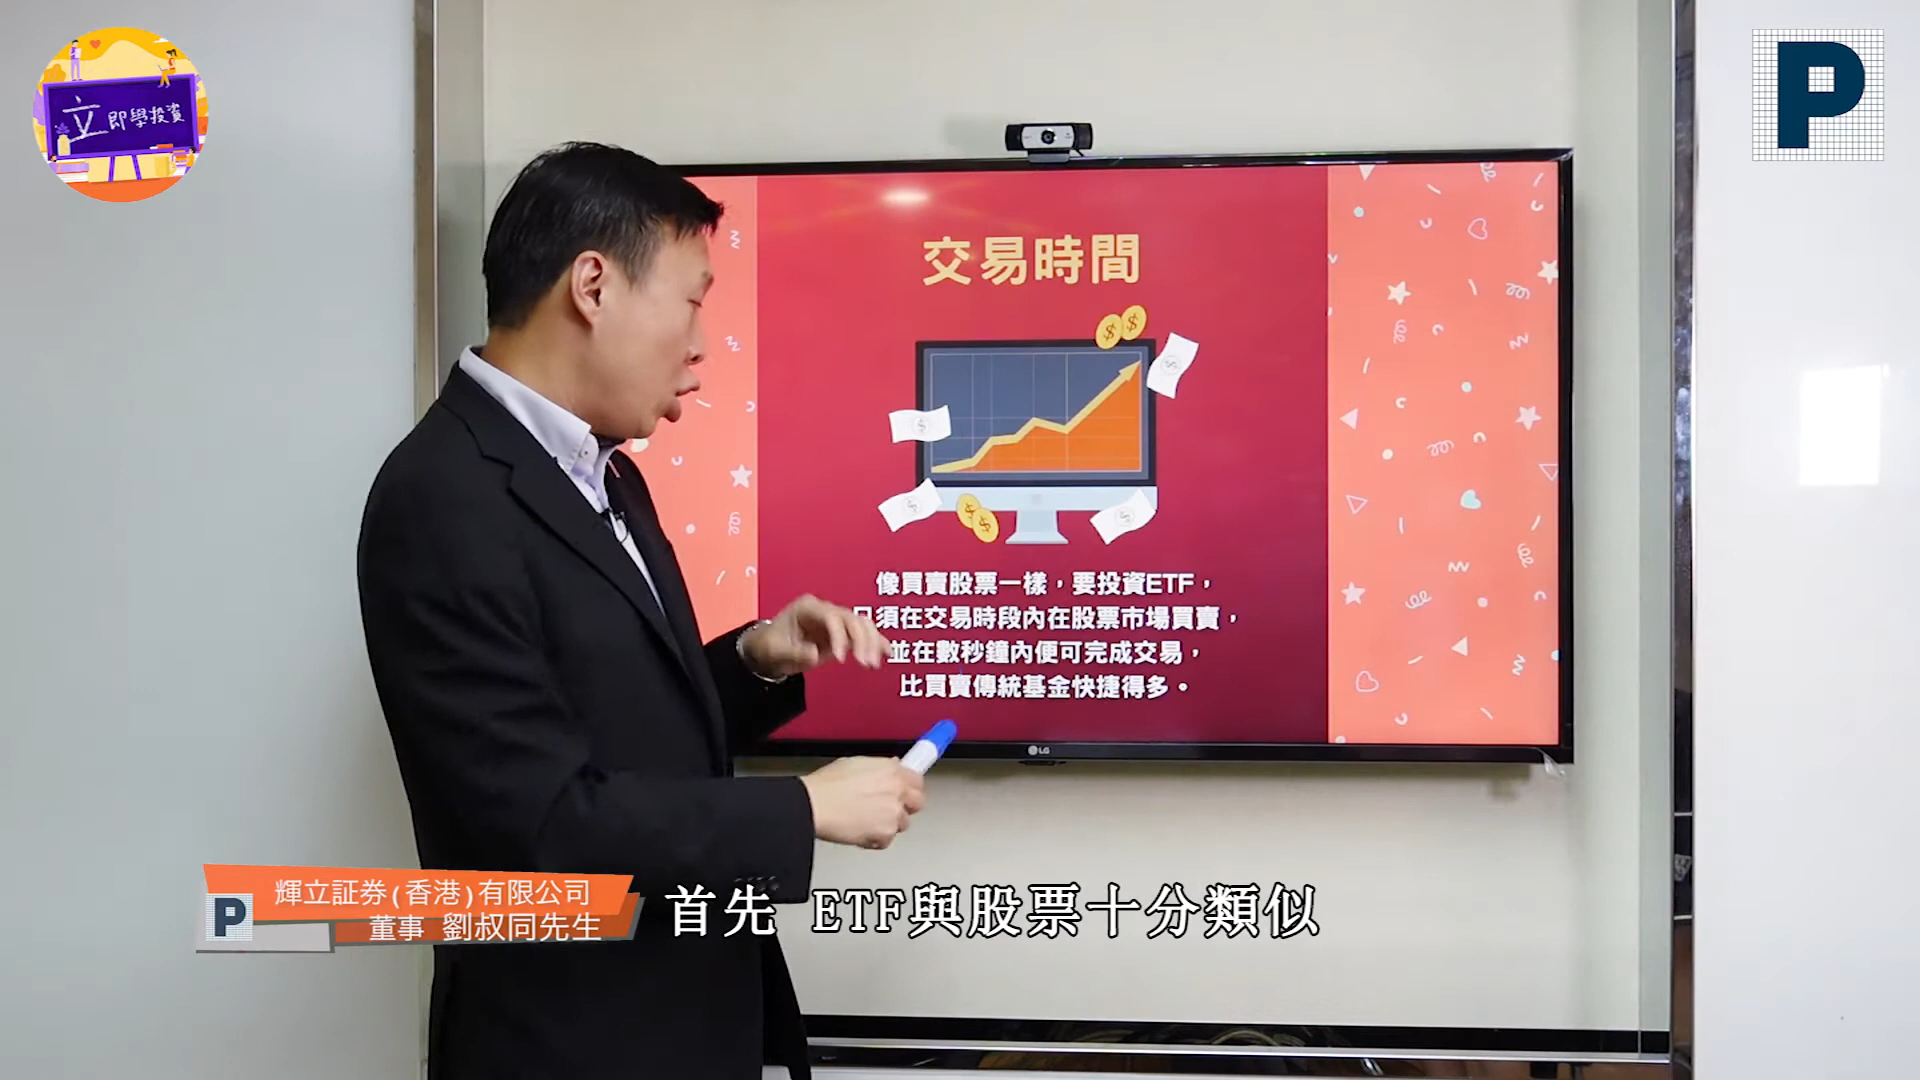 立即學投資
P
交易時間
像買賣股票一樣，要投資ETF，
只須在交易時段內在股票市場買賣，
並在數秒鐘內便可完成交易，
比買賣傳統基金快捷得多。
LG
P
輝立証券(香港)有限公司
董事 劉叔同先生
首先 ETF與股票十分類似